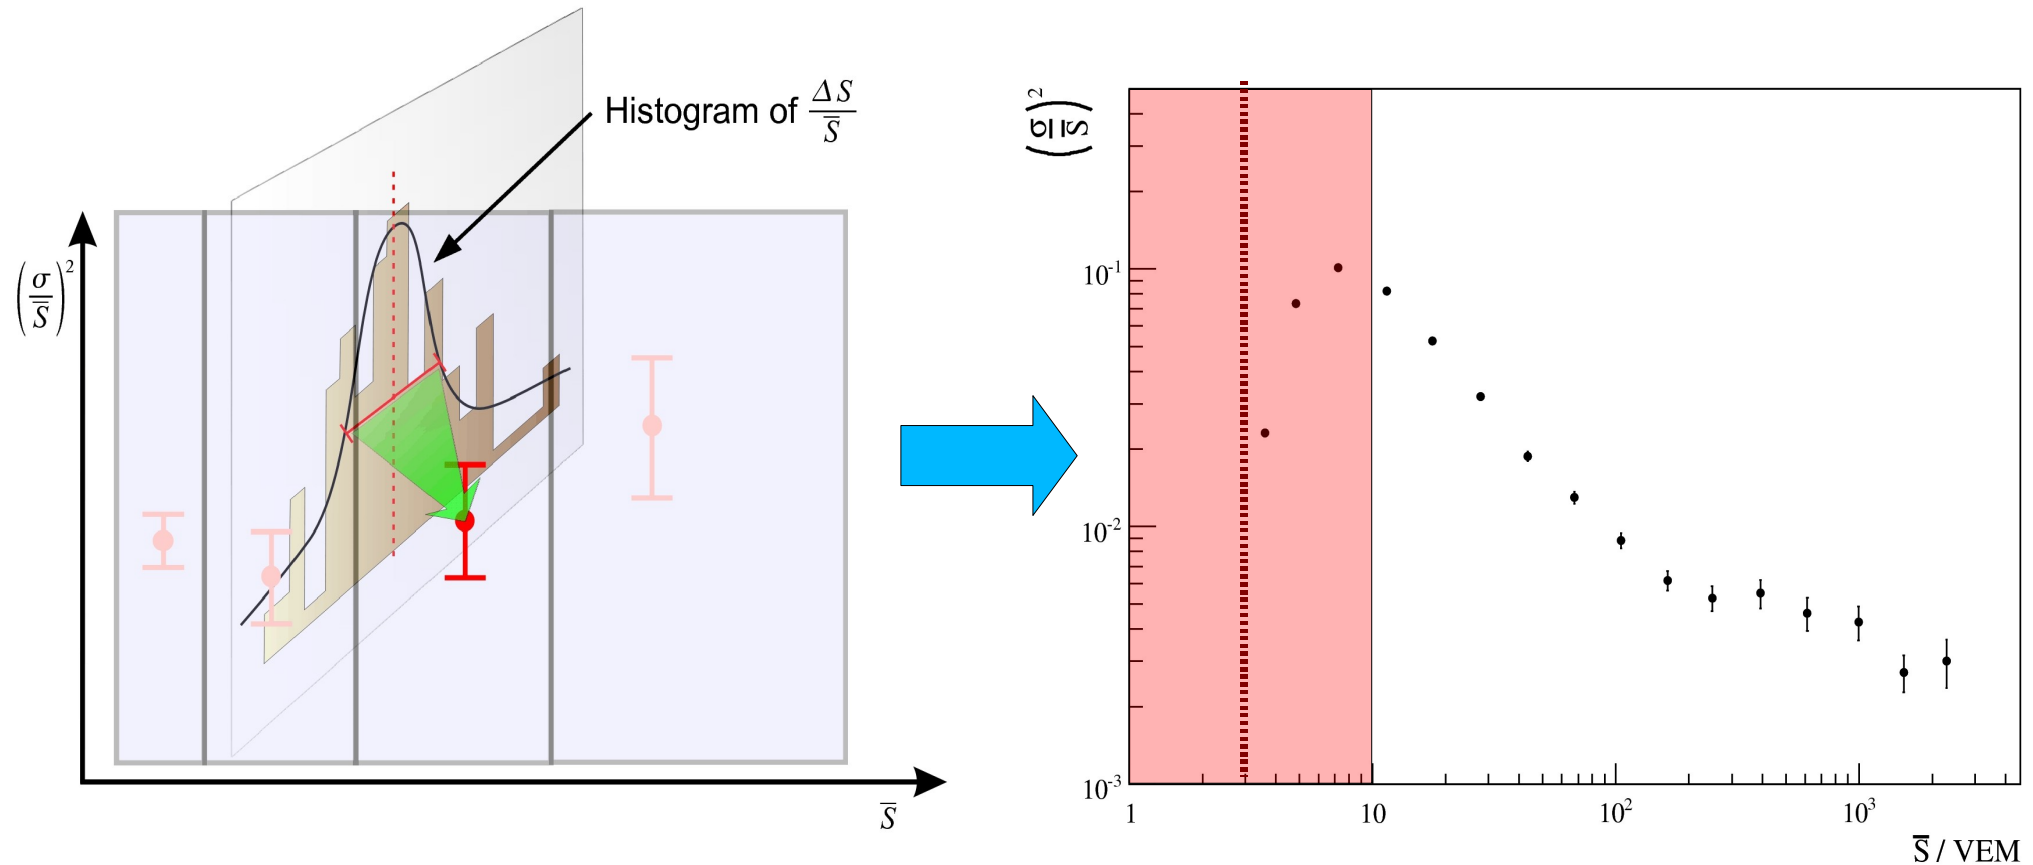 Histogram of ΔS / S̅
(σ / S̅)²
S̅
(σ / S̅)²
10⁻¹
10⁻²
10⁻³
1 10 10² 10³
S̅ / VEM